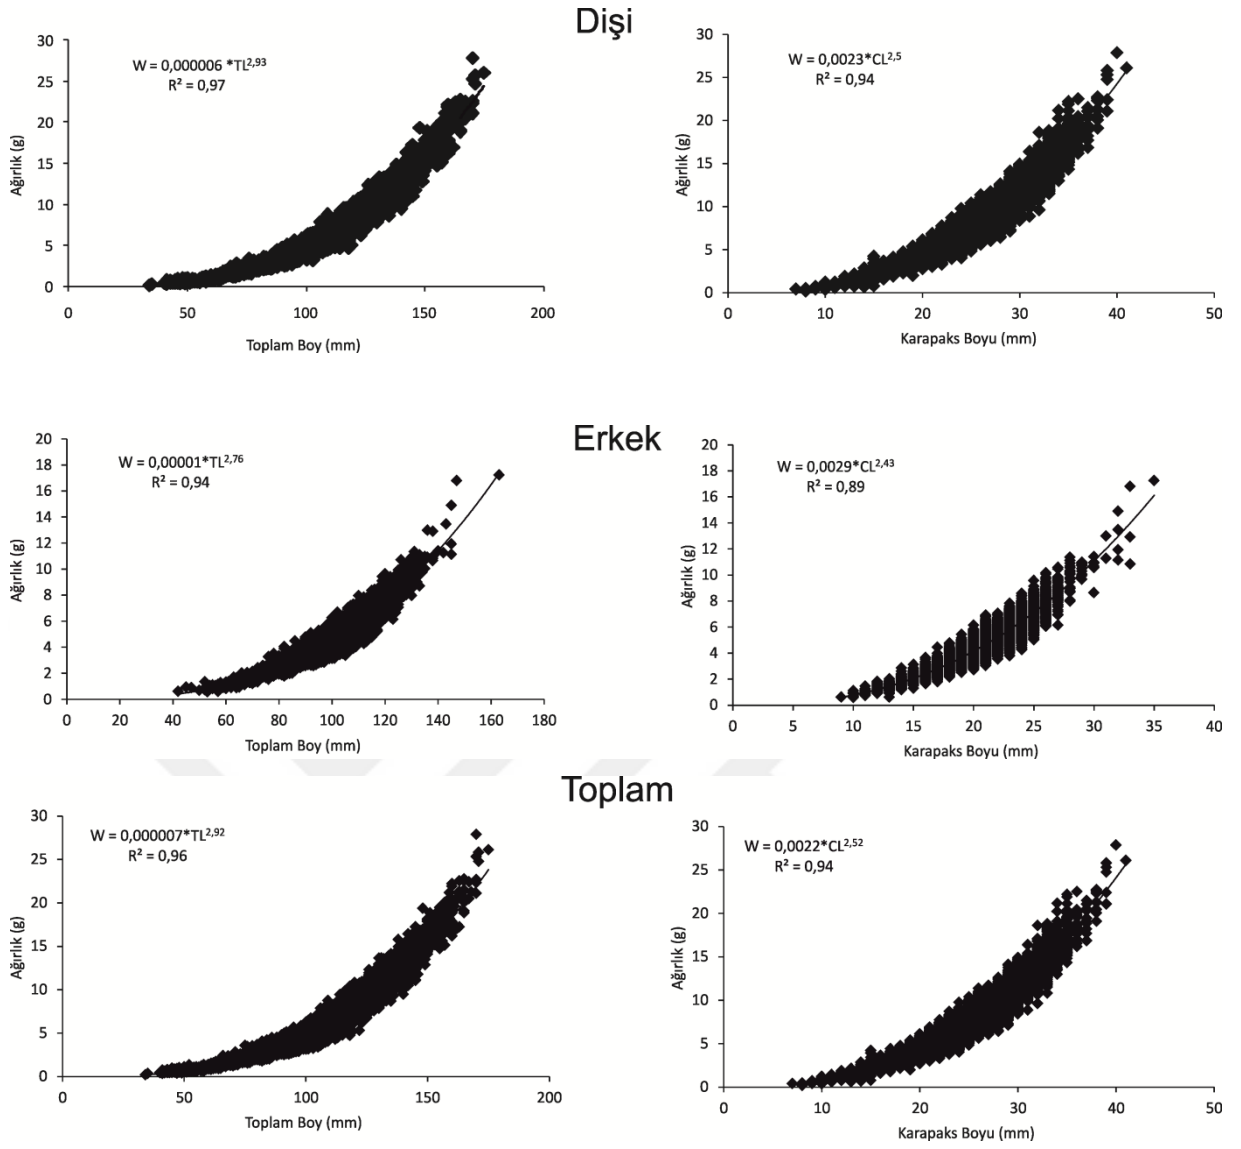 Dişi
W = 0,000006 *TL2,93
R² = 0,97
30
25
20
15
10
5
0
Ağırlık (g)
0 50 100 150 200
Toplam Boy (mm)
W = 0,0023*CL2,5
R² = 0,94
30
25
20
15
10
5
0
Ağırlık (g)
0 10 20 30 40 50
Karapaks Boyu (mm)
Erkek
W = 0,00001*TL2,76
R² = 0,94
20
18
16
14
12
10
8
6
4
2
0
Ağırlık (g)
0 20 40 60 80 100 120 140 160 180
Toplam Boy (mm)
W = 0,0029*CL2,43
R² = 0,89
20
18
16
14
12
10
8
6
4
2
0
Ağırlık (g)
0 5 10 15 20 25 30 35 40
Karapaks Boyu (mm)
Toplam
W = 0,000007*TL2,92
R² = 0,96
30
25
20
15
10
5
0
Ağırlık (g)
0 50 100 150 200
Toplam Boy (mm)
W = 0,0022*CL2,52
R² = 0,94
30
25
20
15
10
5
0
Ağırlık (g)
0 10 20 30 40 50
Karapaks Boyu (mm)